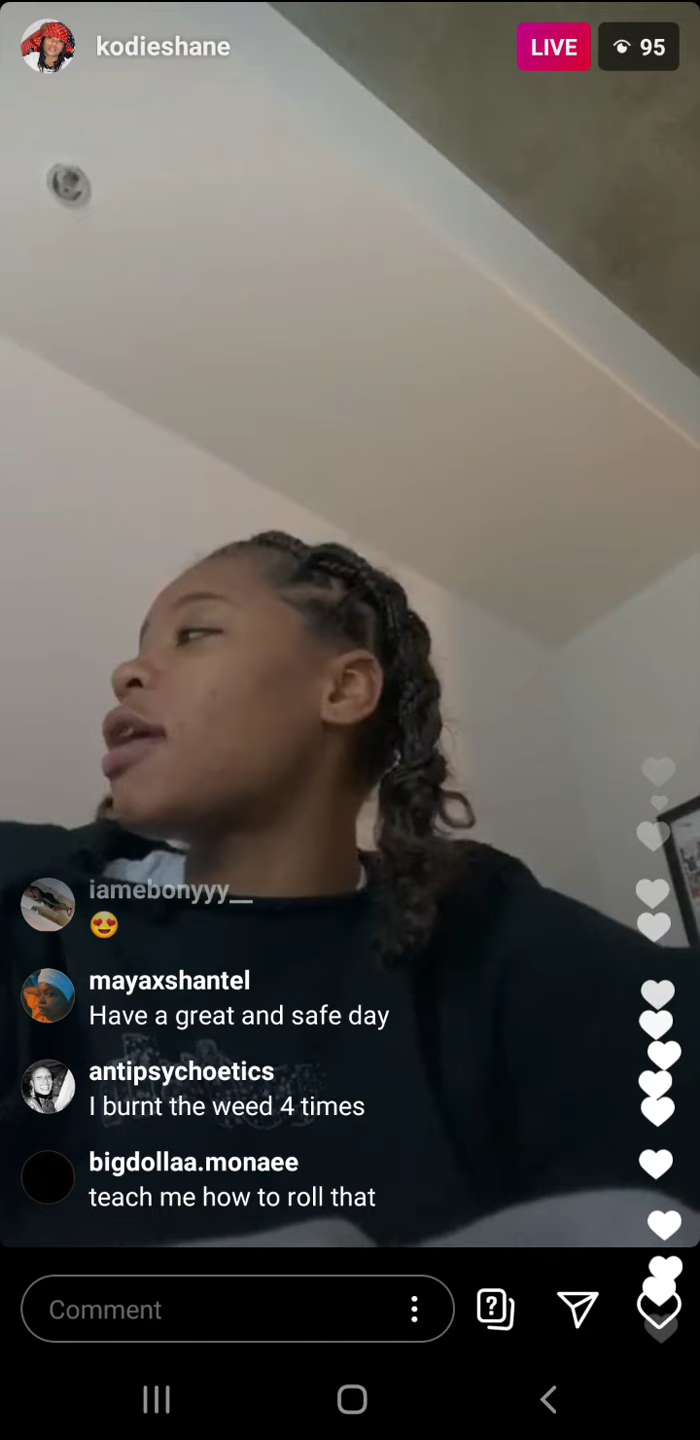 kodieshane
LIVE
95
iamebonyyy__
😍
mayaxshantel
Have a great and safe day
antipsychoetics
I burnt the weed 4 times
bigdollaa.monaee
teach me how to roll that
Comment